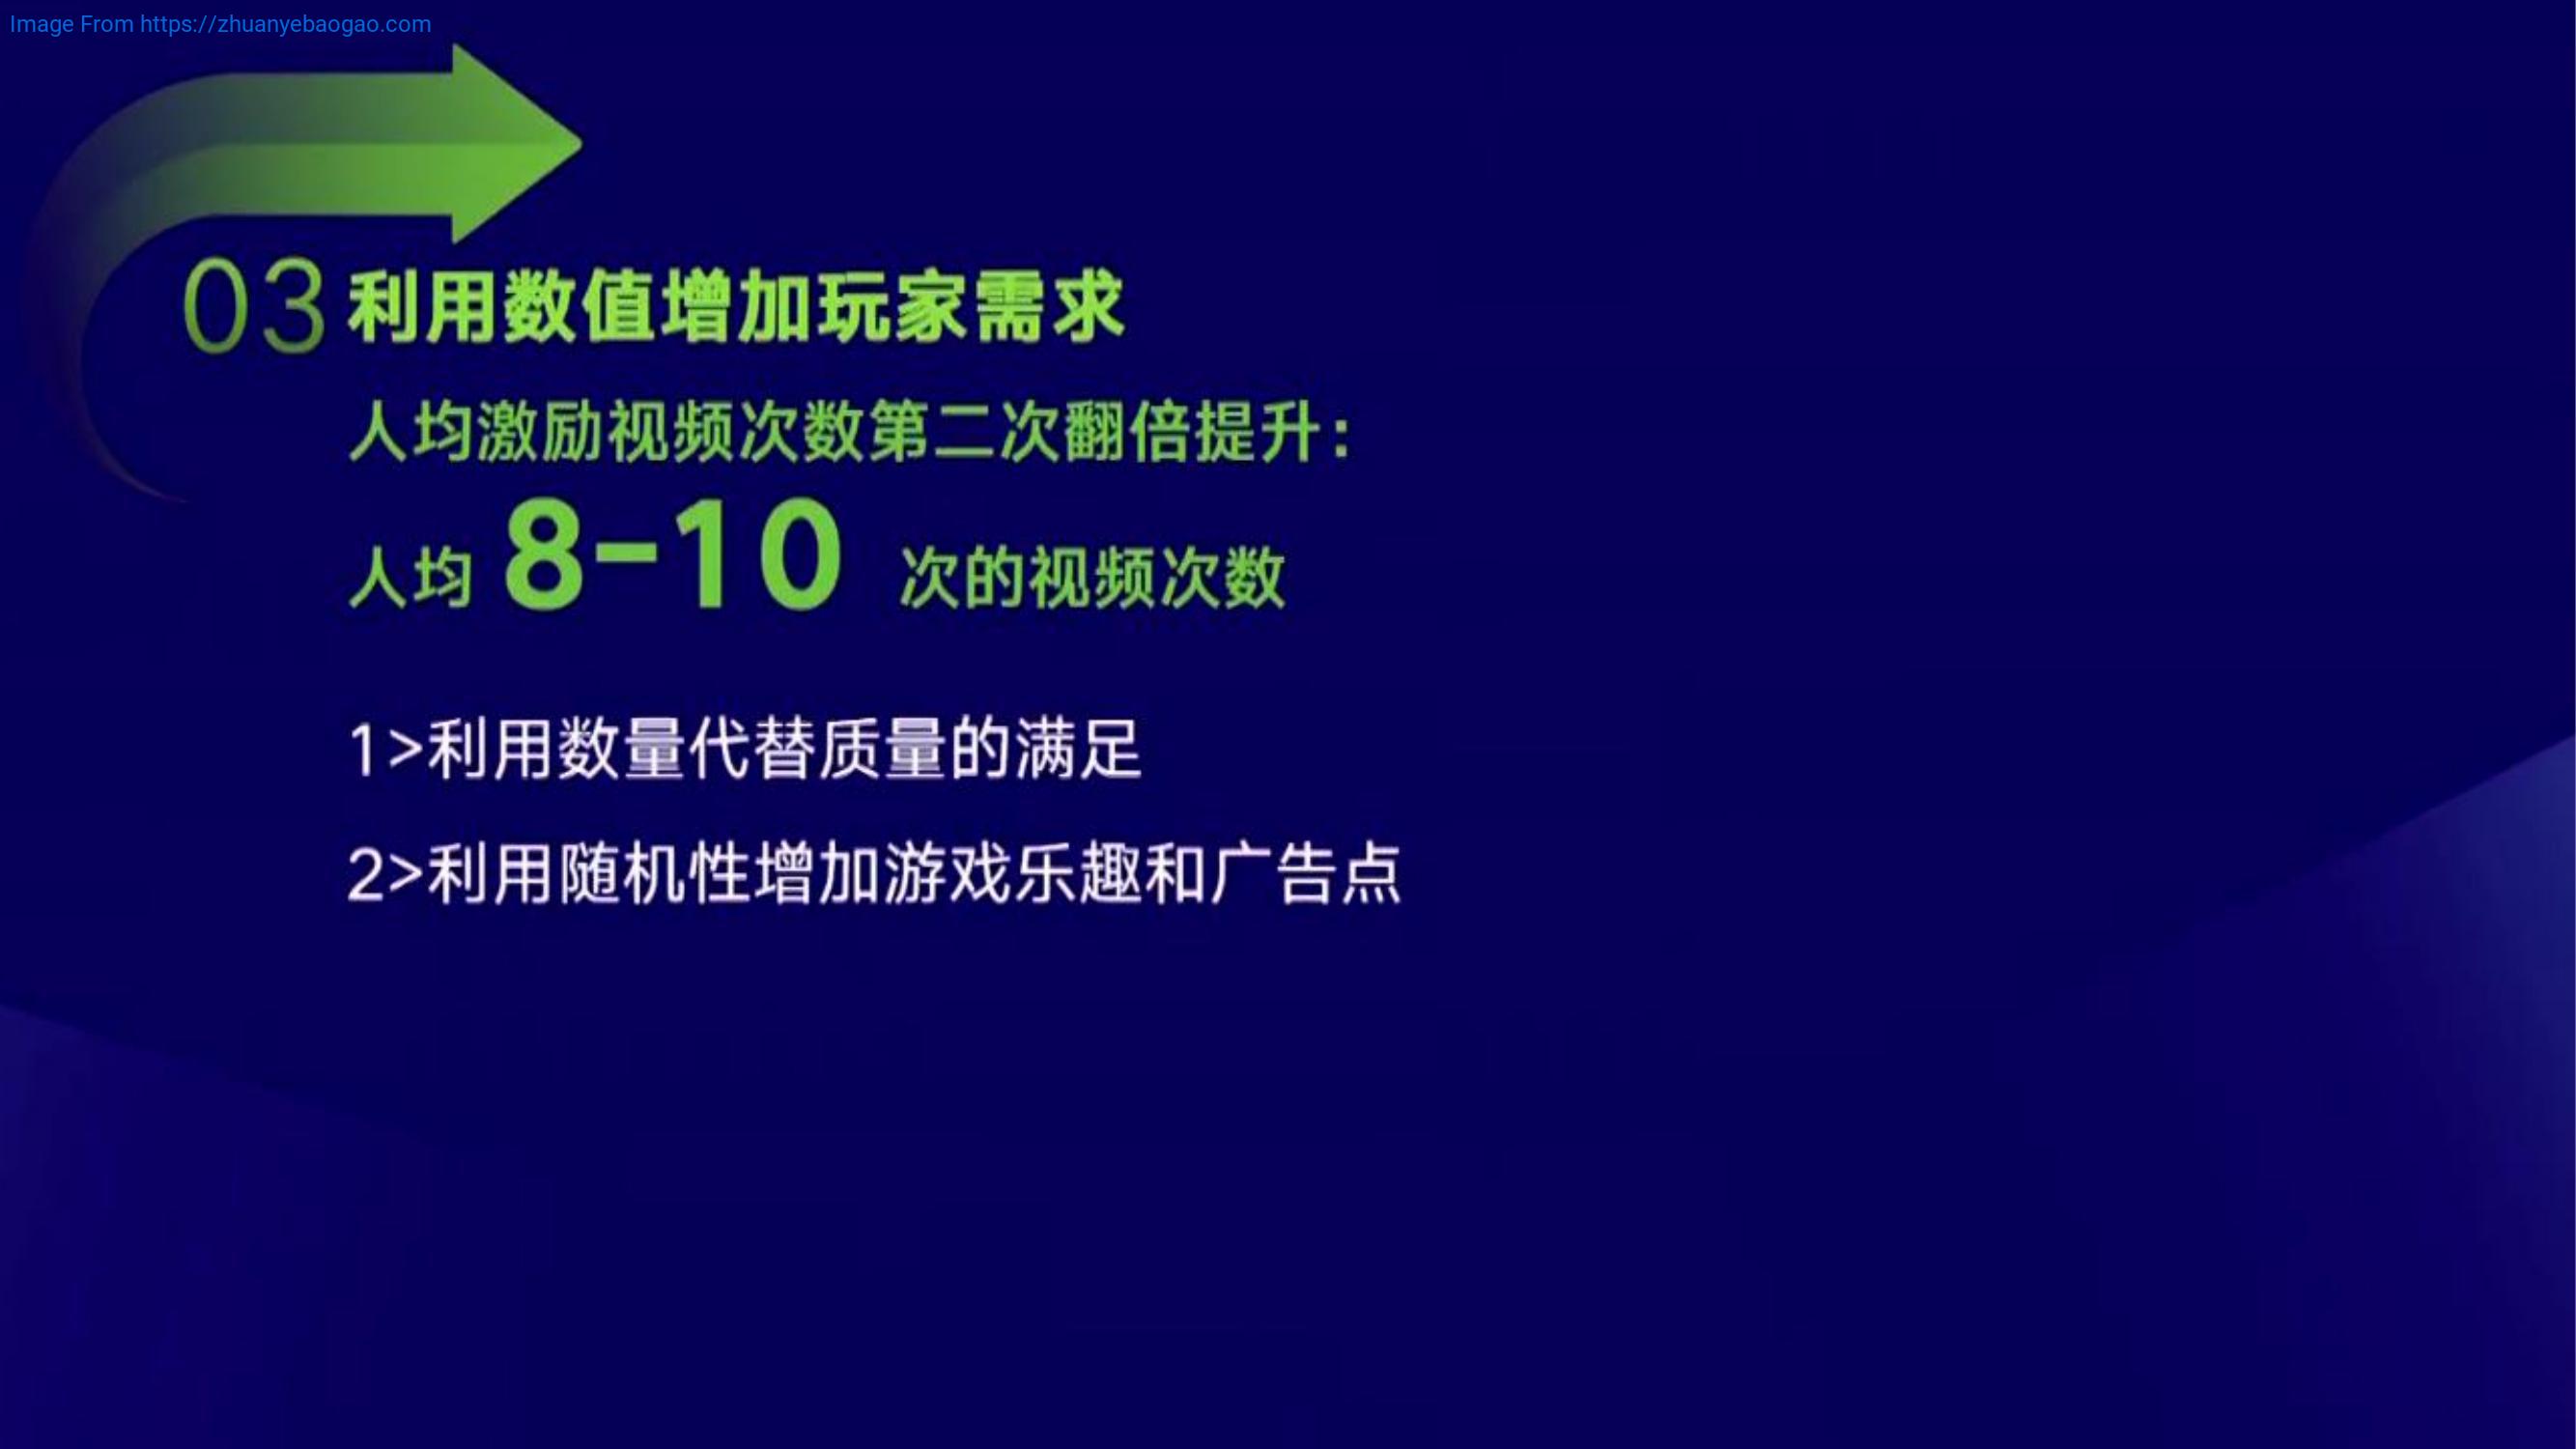 Image From https://zhuanyebaogao.com
03 利用数值增加玩家需求
人均激励视频次数第二次翻倍提升：
人均 8-10 次的视频次数
1>利用数量代替质量的满足
2>利用随机性增加游戏乐趣和广告点